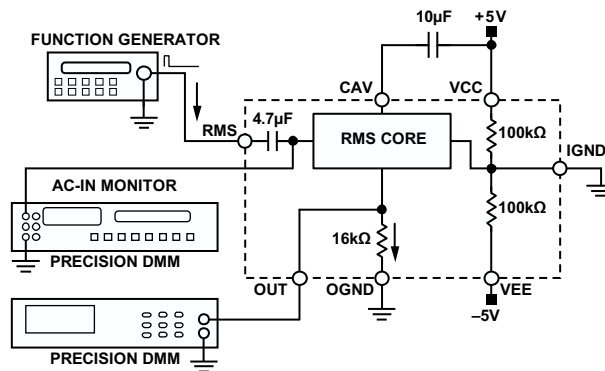 10µF
+5V
FUNCTION GENERATOR
CAV
VCC
4.7µF
RMS
RMS CORE
100kΩ
IGND
AC-IN MONITOR
100kΩ
16kΩ
PRECISION DMM
OUT
OGND
VEE
–5V
PRECISION DMM